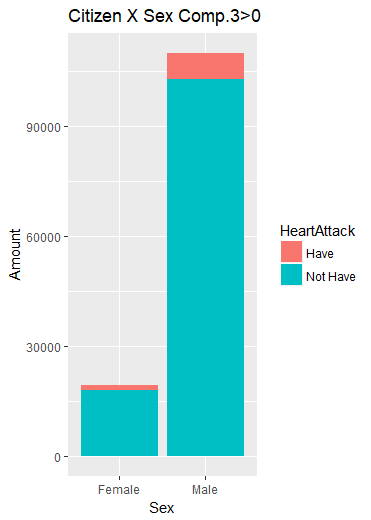 Citizen X Sex Comp.3>0
Amount
90000
60000
30000
0
Female
Male
Sex
HeartAttack
Have
Not Have